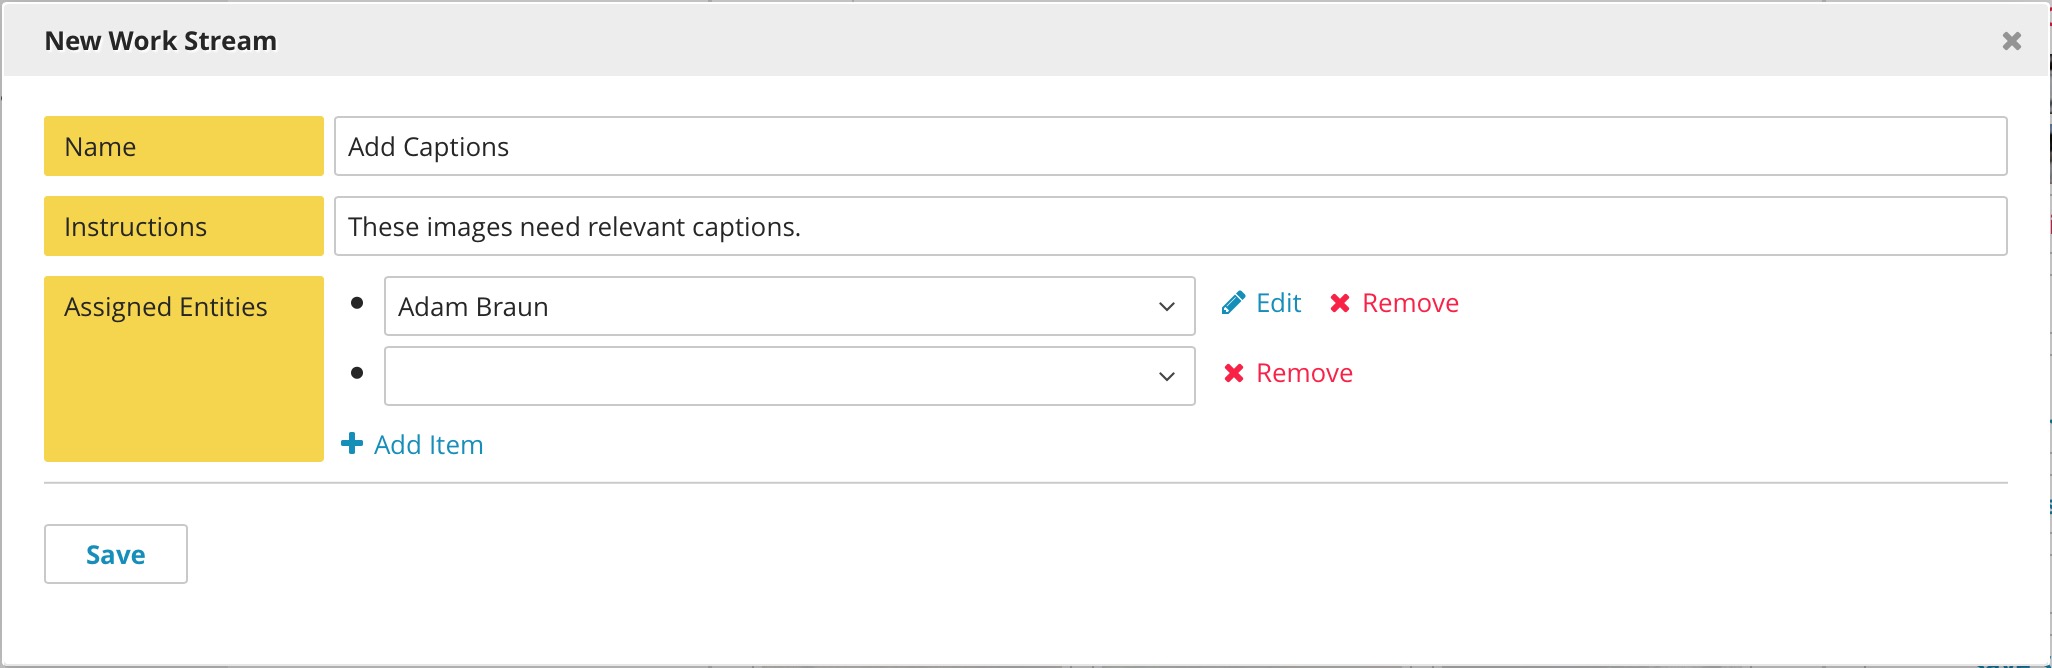 New Work Stream
Name Add Captions
Instructions These images need relevant captions.
Assigned Entities Adam Braun Edit Remove
Remove
Add Item
Save